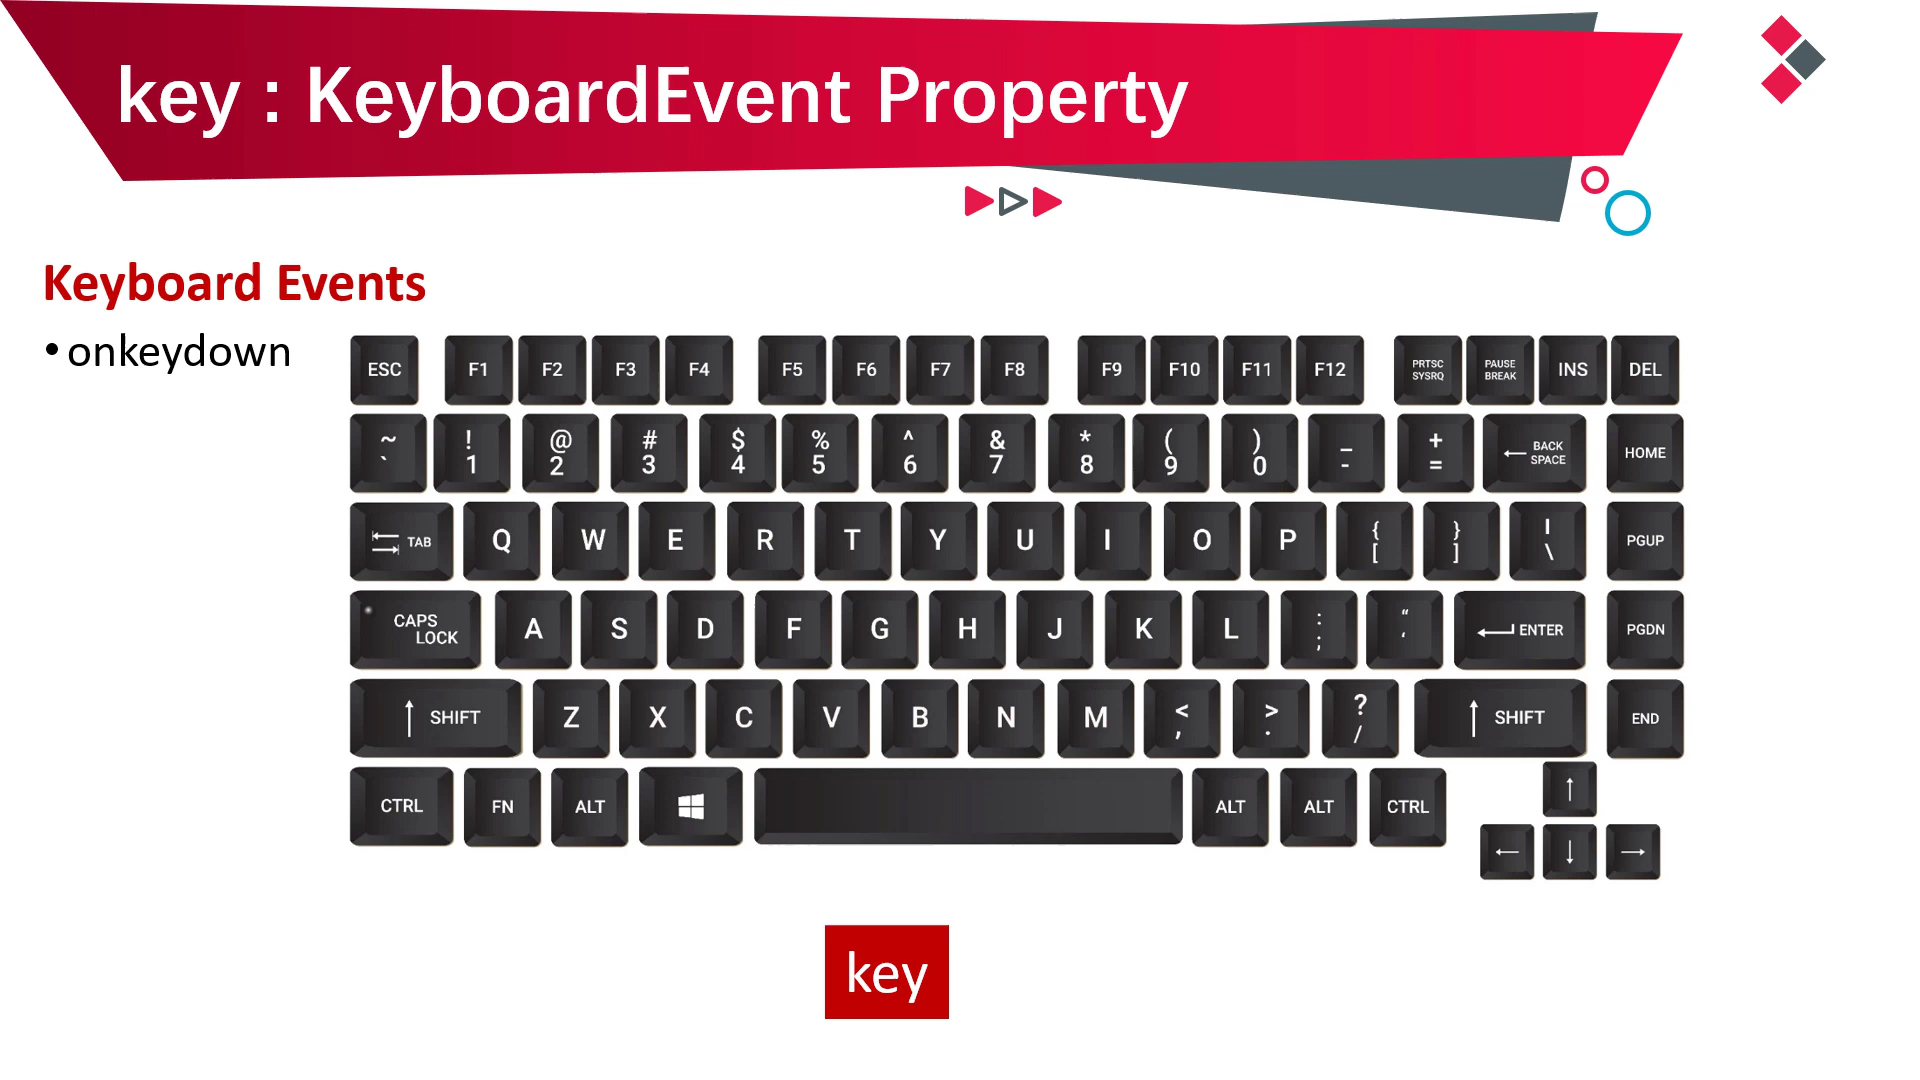 key : KeyboardEvent Property
Keyboard Events
• onkeydown
ESC F1 F2 F3 F4 F5 F6 F7 F8 F9 F10 F11 F12 PRTSC SYSRQ PAUSE BREAK INS DEL
~ ` ! 1 @ 2 # 3 $ 4 % 5 ^ 6 & 7 * 8 ( 9 ) 0 _ - + = ← BACK SPACE HOME
TAB Q W E R T Y U I O P { [ } ] | \ PGUP
CAPS LOCK A S D F G H J K L : ; “ ‘ ENTER PGDN
↑ SHIFT Z X C V B N M < , > . ? / ↑ SHIFT END
CTRL FN ALT ALT ALT CTRL ↑
← ↓ →
key